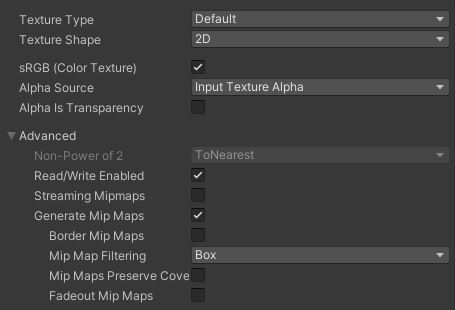 Texture Type Default
Texture Shape 2D
sRGB (Color Texture)
Alpha Source Input Texture Alpha
Alpha Is Transparency
Advanced
Non-Power of 2 ToNearest
Read/Write Enabled
Streaming Mipmaps
Generate Mip Maps
Border Mip Maps
Mip Map Filtering Box
Mip Maps Preserve Cove
Fadeout Mip Maps